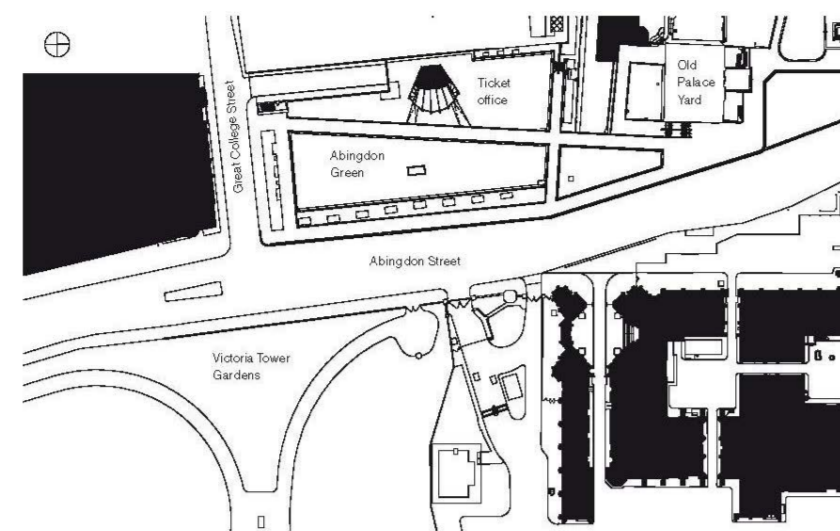 Ticket
office
Old
Palace
Yard
Great College Street
Abingdon
Green
Abingdon Street
Victoria Tower
Gardens